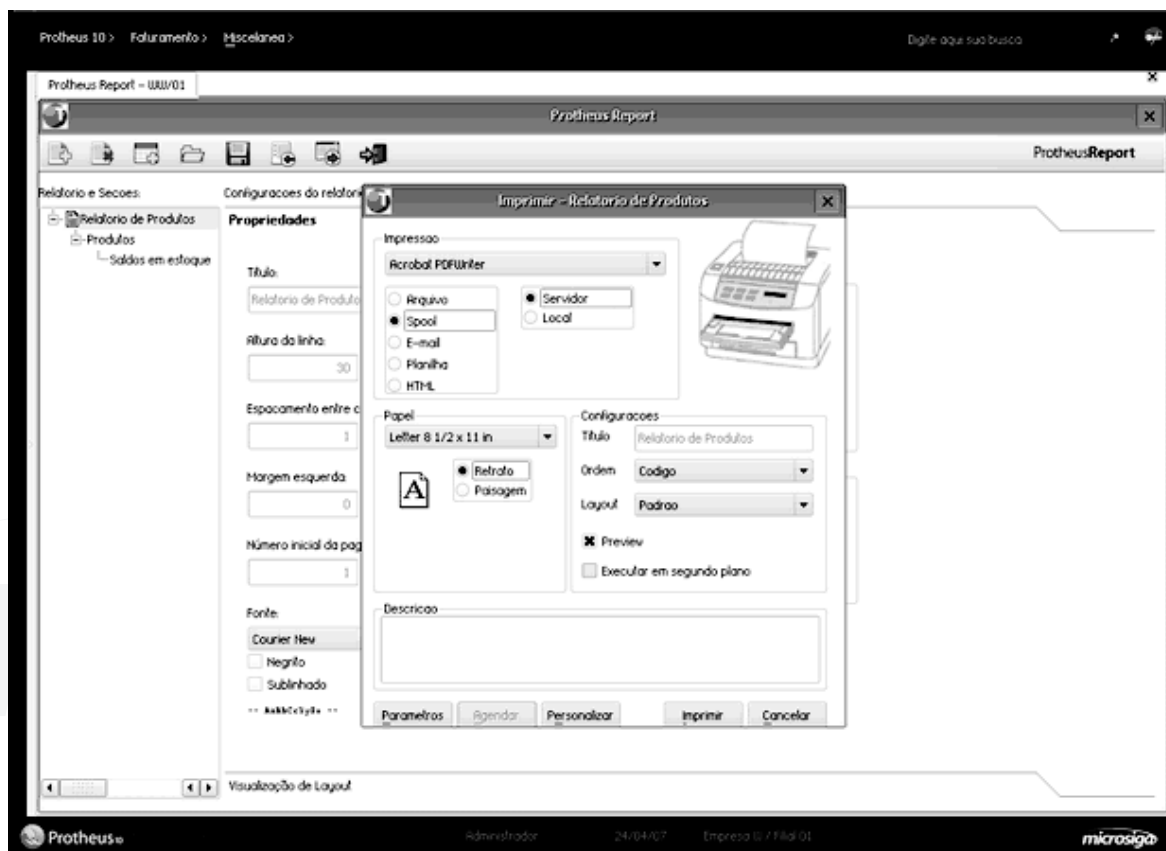 Protheus 10 > Faturamento > Miscelanea >
Digite aqui sua busca
Protheus Report - WW/01
Protheus Report
ProtheusReport
Relatorio e Secoes:
Relatorio de Produtos
Produtos
Saldos em estoque
Configuracoes do relatori
Propriedades
Título:
Relatorio de Produto
Altura da linha:
30
Espacamento entre c
1
Margem esquerda:
0
Número inicial da pag
1
Fonte:
Courier New
Negrito
Sublinhado
Imprimir - Relatorio de Produtos
Impressao
Acrobat PDFWriter
Arquivo
Spool
E-mail
Planilha
HTML
Servidor
Local
Papel
Letter 8 1/2 x 11 in
Retrato
Paisagem
A
Configuracoes
Título
Relatorio de Produtos
Ordem
Codigo
Layout
Padrao
Preview
Executar em segundo plano
Descricao
Parametros
Agendar
Personalizar
Imprimir
Cancelar
Visualização de Layout
Protheus10
Administrador
24/04/07
Filial 01
microsiga